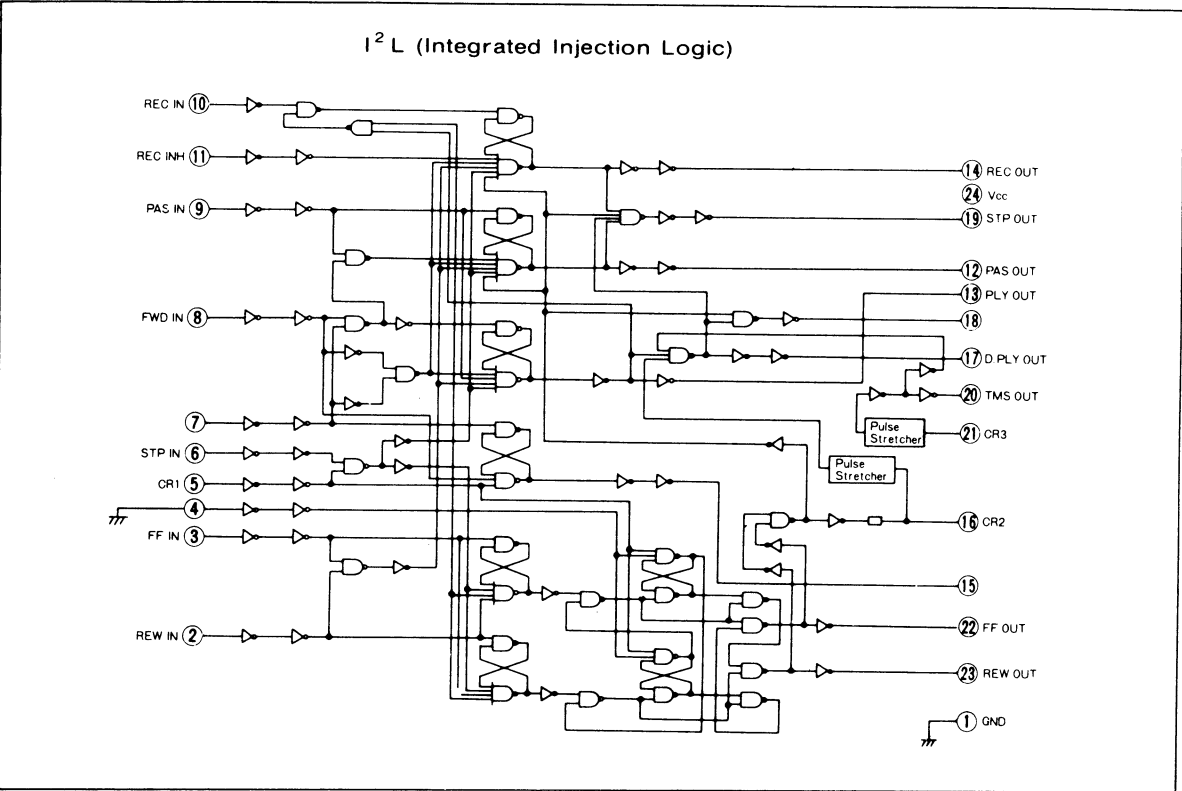 I² L (Integrated Injection Logic)
REC IN 10
REC INH 11
PAS IN 9
FWD IN 8
7
STP IN 6
CR1 5
4
FF IN 3
REW IN 2
14 REC OUT
24 Vcc
19 STP OUT
12 PAS OUT
13 PLY OUT
18
17 D.PLY OUT
20 TMS OUT
21 CR3
Pulse
Stretcher
Pulse
Stretcher
16 CR2
15
22 FF OUT
23 REW OUT
1 GND